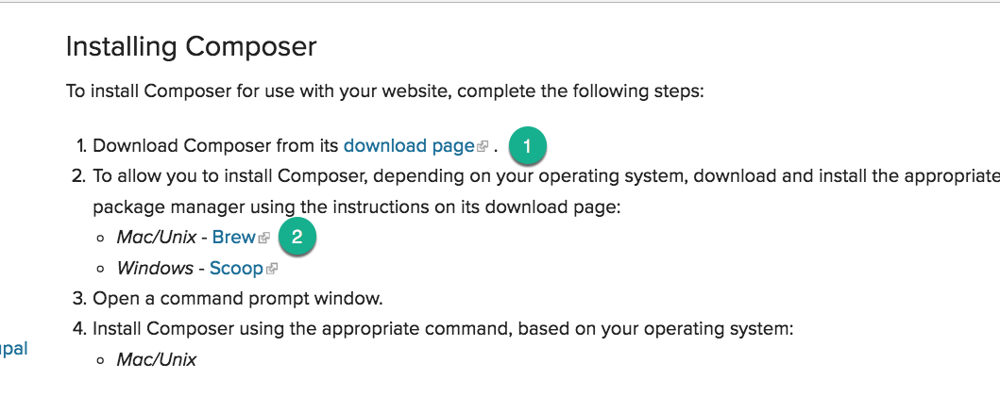 Installing Composer
To install Composer for use with your website, complete the following steps:
1. Download Composer from its download page . 1
2. To allow you to install Composer, depending on your operating system, download and install the appropriate
package manager using the instructions on its download page:
Mac/Unix - Brew 2
Windows - Scoop
3. Open a command prompt window.
4. Install Composer using the appropriate command, based on your operating system:
upal
Mac/Unix